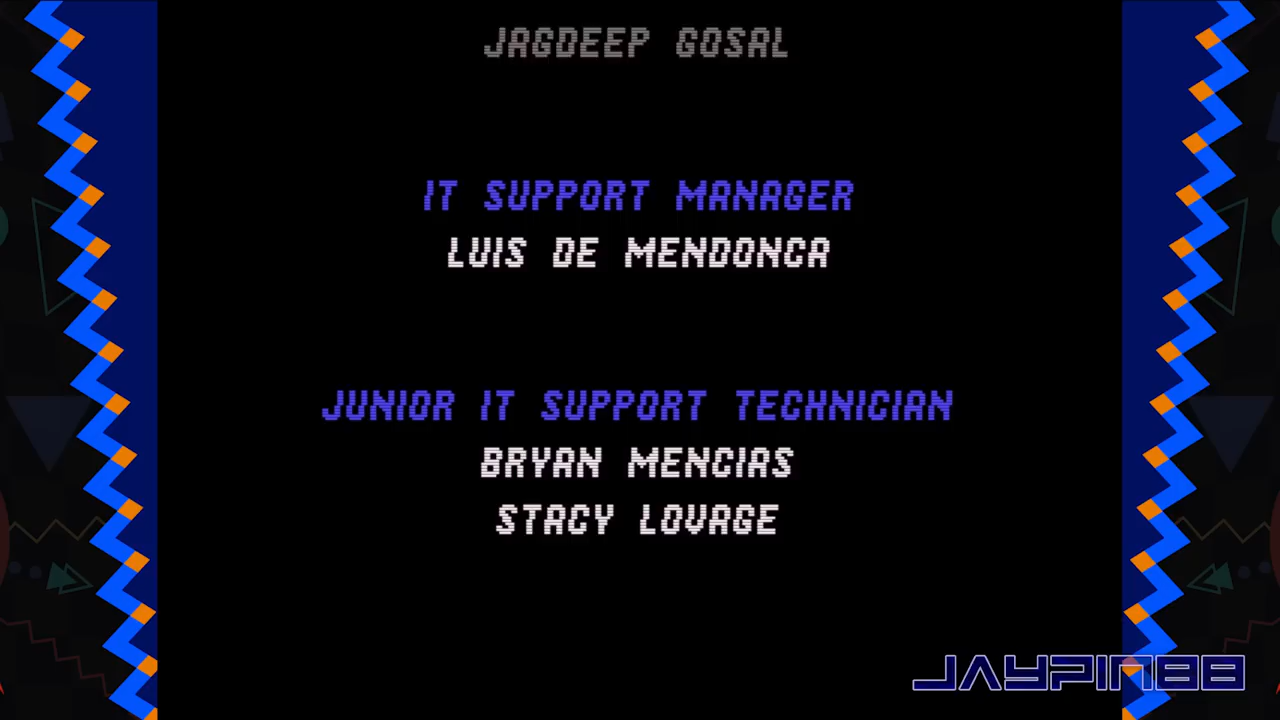 JAGDEEP GOSAL
IT SUPPORT MANAGER
LUIS DE MENDONCA
JUNIOR IT SUPPORT TECHNICIAN
BRYAN MENCIAS
STACY LOVAGE
JAYPIN88